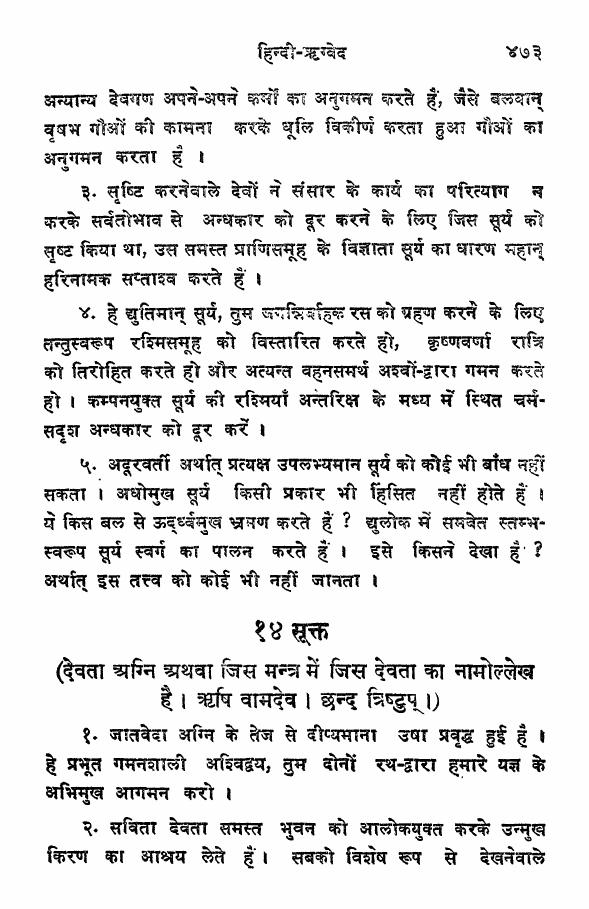 हिन्दी-ऋग्वेद ४७३
अन्यान्य देवगण अपने-अपने कर्मों का अनुगमन करते हैं, जैसे बलवान्
वृषभ गौओं की कामना करके धूलि विकीर्ण करता हुआ गौओं का
अनुगमन करता है ।
३. सृष्टि करनेवाले देवों ने संसार के कार्य का परित्याग न
करके सर्वतोभाव से अन्धकार को दूर करने के लिए जिस सूर्य को
सृष्ट किया था, उस समस्त प्राणिसमूह के विज्ञाता सूर्य का धारण महान्
हरिनामक सप्ताश्व करते हैं ।
४. हे द्युतिमान् सूर्य, तुम जगन्निर्वाहक रस को ग्रहण करने के लिए
तन्तुस्वरूप रश्मिसमूह को विस्तारित करते हो, कृष्णवर्णा रात्रि
को तिरोहित करते हो और अत्यन्त वहनसमर्थ अश्वों-द्वारा गमन करते
हो । कम्पनयुक्त सूर्य की रश्मियाँ अन्तरिक्ष के मध्य में स्थित चर्म-
सदृश अन्धकार को दूर करें ।
५. अदूरवर्ती अर्थात् प्रत्यक्ष उपलभ्यमान सूर्य को कोई भी बाँध नहीं
सकता । अधोमुख सूर्य किसी प्रकार भी हिंसित नहीं होते हैं ।
ये किस बल से ऊद्र्ध्वमुख भ्रमण करते हैं ? द्युलोक में समवेत स्तम्भ-
स्वरूप सूर्य स्वर्ग का पालन करते हैं । इसे किसने देखा है ?
अर्थात् इस तत्त्व को कोई भी नहीं जानता ।
१४ सूक्त
(देवता अग्नि अथवा जिस मन्त्र में जिस देवता का नामोल्लेख
है । ऋषि वामदेव । छन्द त्रिष्टुप् ।)
१. जातवेदा अग्नि के तेज से दीप्यमाना उषा प्रवृद्ध हुई है ।
हे प्रभूत गमनशाली अश्विद्वय, तुम दोनों रथ-द्वारा हमारे यज्ञ के
अभिमुख आगमन करो ।
२. सविता देवता समस्त भुवन को आलोकयुक्त करके उन्मुख
किरण का आश्रय लेते हैं । सबको विशेष रूप से देखनेवाले